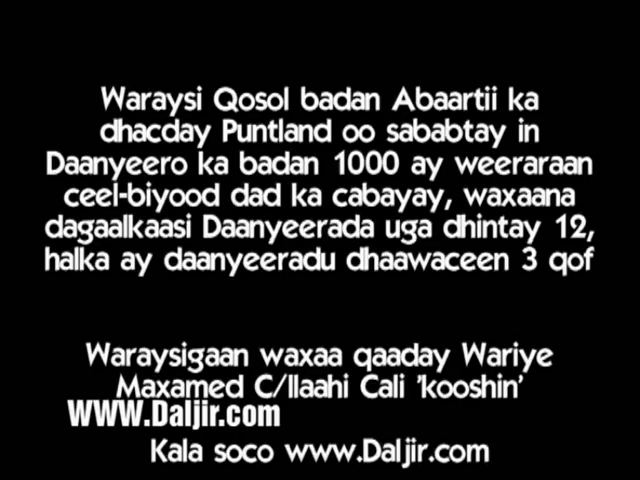 Waraysi Qosol badan Abaartii ka
dhacday Puntland oo sababtay in
Daanyeero ka badan 1000 ay weeraraan
ceel-biyood dad ka cabayay, waxaana
dagaalkaasi Daanyeerada uga dhintay 12,
halka ay daanyeeradu dhaawaceen 3 qof
Waraysigaan waxaa qaaday Wariye
Maxamed C/llaahi Cali 'kooshin'
WWW.Daljir.com
Kala soco www.Daljir.com